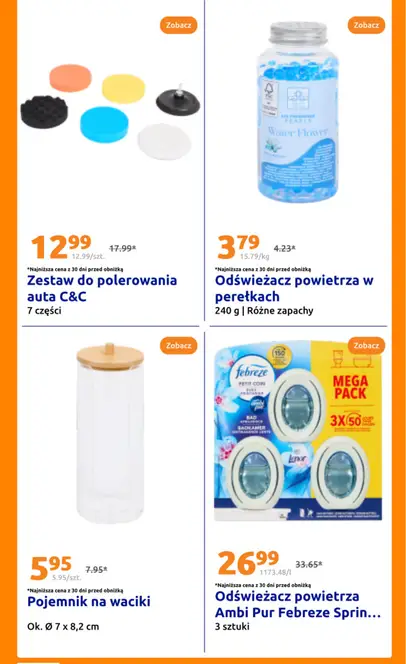 Zobacz
12 99
17.99*
12.99/szt.
*Najniższa cena z 30 dni przed obniżką
Zestaw do polerowania
auta C&C
7 części
Zobacz
Water Flower
3 79
4.23*
15.79/kg
*Najniższa cena z 30 dni przed obniżką
Odświeżacz powietrza w
perełkach
240 g | Różne zapachy
Zobacz
5 95
7.95*
5.95/szt.
*Najniższa cena z 30 dni przed obniżką
Pojemnik na waciki
Ok. Ø 7 x 8,2 cm
Zobacz
150
febreze
MEGA
PACK
3X50
BAD
Lenor
26 99
33.65*
1173.48/l
*Najniższa cena z 30 dni przed obniżką
Odświeżacz powietrza
Ambi Pur Febreze Sprin...
3 sztuki